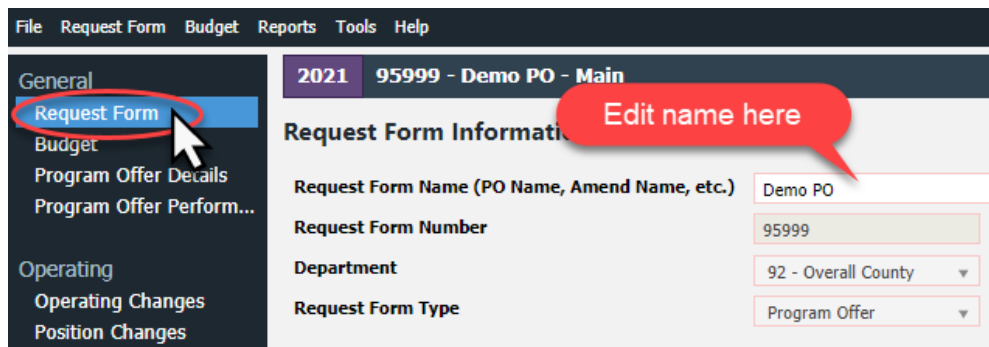 File Request Form Budget Reports Tools Help
General
Request Form
Budget
Program Offer Details
Program Offer Perform...
Operating
Operating Changes
Position Changes
2021 95999 - Demo PO - Main
Edit name here
Request Form
Request Form Name (PO Name, Amend Name, etc.) Demo PO
Request Form Number 95999
Department 92 - Overall County
Request Form Type Program Offer